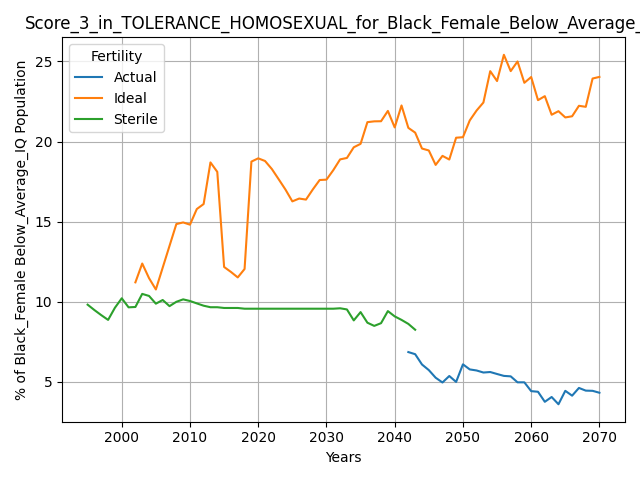 Score_3_in_TOLERANCE_HOMOSEXUAL_for_Black_Female_Below_Average_
Fertility
Actual
Ideal
Sterile
% of Black_Female Below_Average_IQ Population
25
20
15
10
5
2000 2010 2020 2030 2040 2050 2060 2070
Years